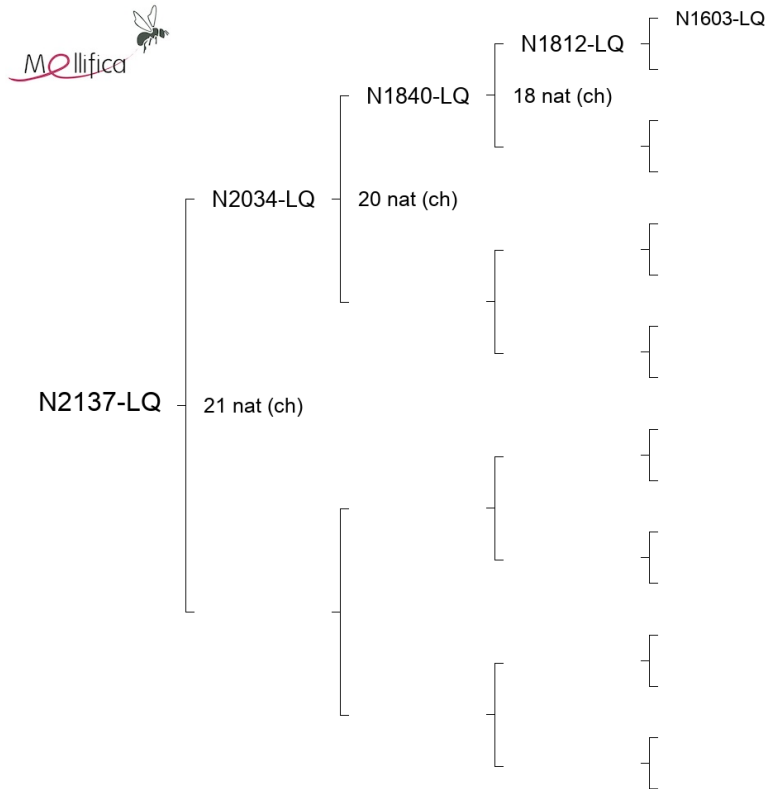 Mellifica
N1603-LQ
N1812-LQ
N1840-LQ
18 nat (ch)
N2034-LQ
20 nat (ch)
N2137-LQ
21 nat (ch)